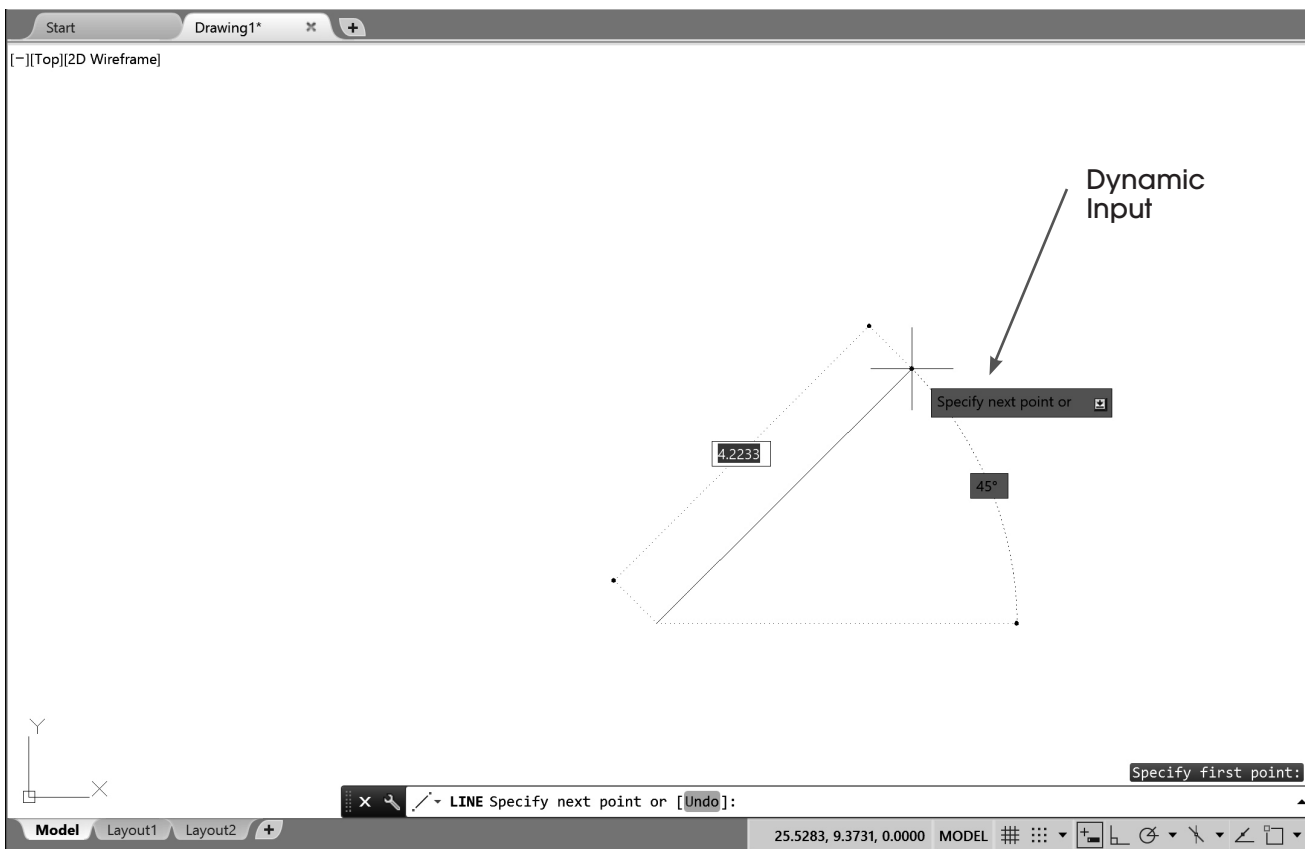 Start
Drawing1*
[−][Top][2D Wireframe]
Dynamic
Input
Specify next point or
4.2233
45°
Y
X
Specify first point:
LINE Specify next point or [Undo]:
Model Layout1 Layout2
25.5283, 9.3731, 0.0000 MODEL